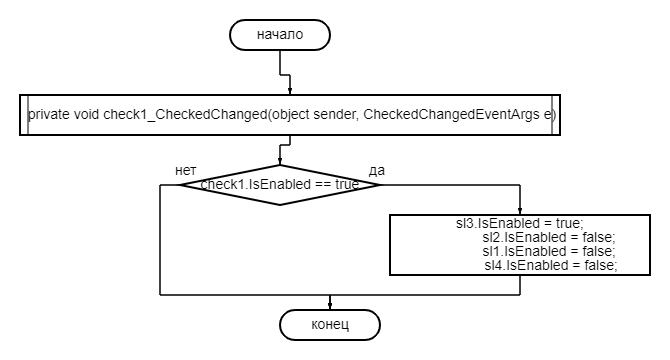 начало
private void check1_CheckedChanged(object sender, CheckedChangedEventArgs e)
нет
да
check1.IsEnabled == true
sl3.IsEnabled = true;
sl2.IsEnabled = false;
sl1.IsEnabled = false;
sl4.IsEnabled = false;
конец